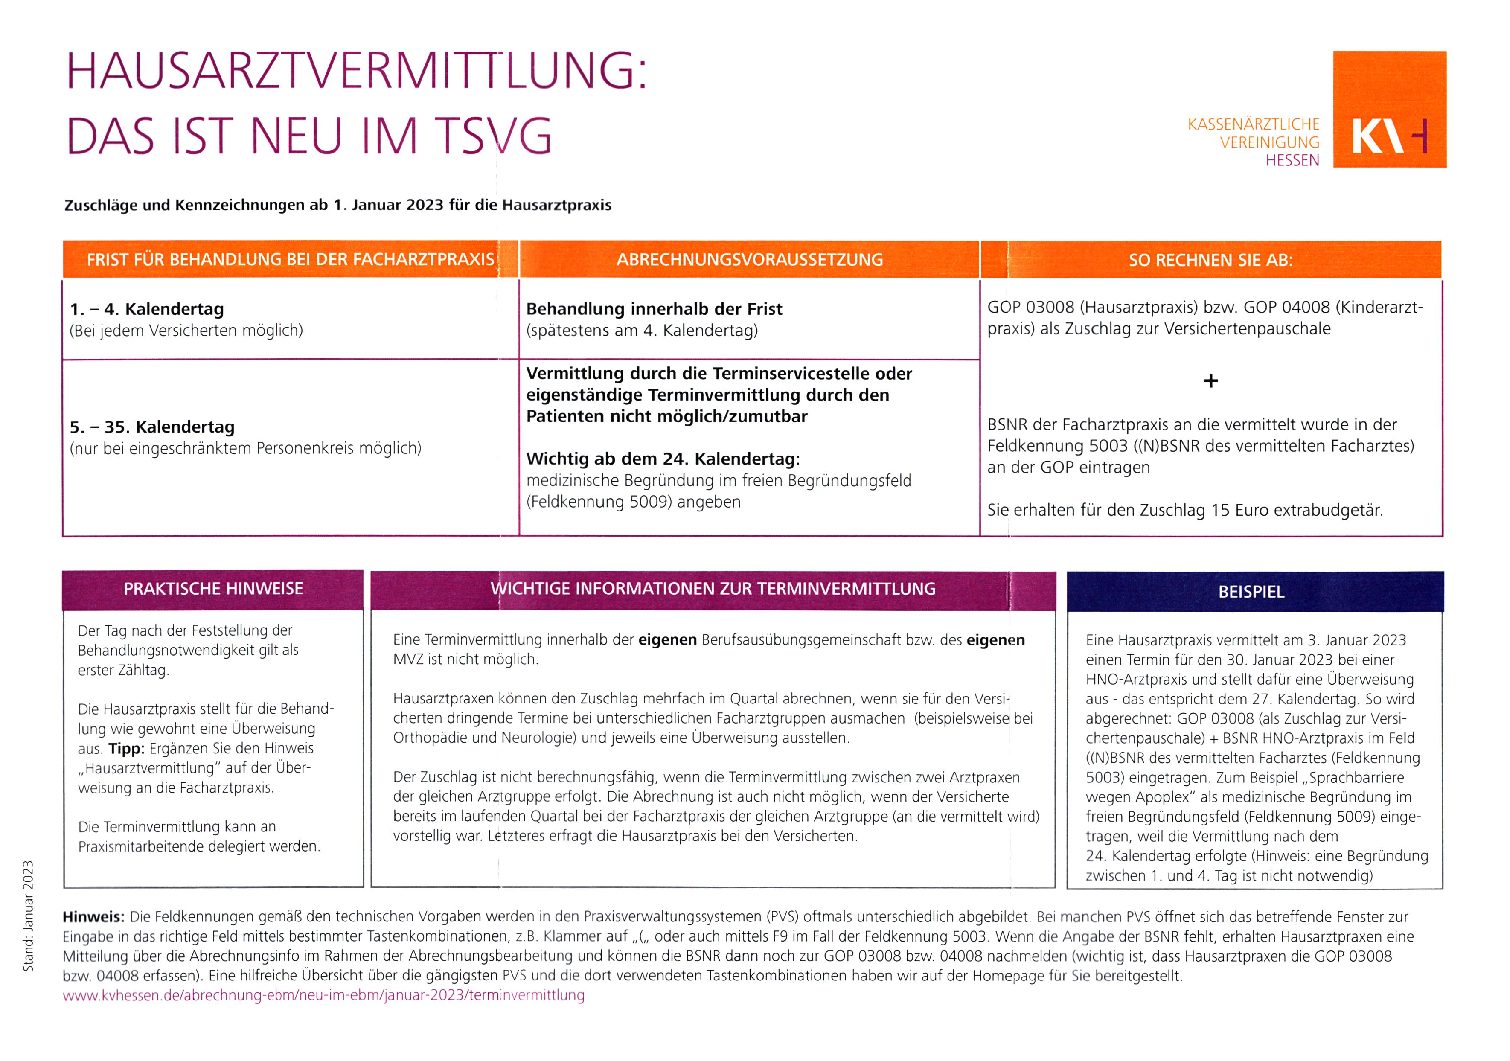 HAUSARZTVERMITTLUNG:
DAS IST NEU IM TSVG
KASSENÄRZTLICHE
VEREINIGUNG
HESSEN
KVH
Zuschläge und Kennzeichnungen ab 1. Januar 2023 für die Hausarztpraxis
FRIST FÜR BEHANDLUNG BEI DER FACHARZTPRAXIS
ABRECHNUNGSVORAUSSETZUNG
SO RECHNEN SIE AB:
1. – 4. Kalendertag
(Bei jedem Versicherten möglich)
Behandlung innerhalb der Frist
(spätestens am 4. Kalendertag)
5. – 35. Kalendertag
(nur bei eingeschränktem Personenkreis möglich)
Vermittlung durch die Terminservicestelle oder
eigenständige Terminvermittlung durch den
Patienten nicht möglich/zumutbar
Wichtig ab dem 24. Kalendertag:
medizinische Begründung im freien Begründungsfeld
(Feldkennung 5009) angeben
GOP 03008 (Hausarztpraxis) bzw. GOP 04008 (Kinderarzt-
praxis) als Zuschlag zur Versichertenpauschale
+
BSNR der Facharztpraxis an die vermittelt wurde in der
Feldkennung 5003 ((N)BSNR des vermittelten Facharztes)
an der GOP eintragen
Sie erhalten für den Zuschlag 15 Euro extrabudgetär.
PRAKTISCHE HINWEISE
Der Tag nach der Feststellung der
Behandlungsnotwendigkeit gilt als
erster Zähltag.
Die Hausarztpraxis stellt für die Behand-
lung wie gewohnt eine Überweisung
aus. Tipp: Ergänzen Sie den Hinweis
„Hausarztvermittlung" auf der Über-
weisung an die Facharztpraxis.
Die Terminvermittlung kann an
Praxismitarbeitende delegiert werden.
WICHTIGE INFORMATIONEN ZUR TERMINVERMITTLUNG
Eine Terminvermittlung innerhalb der eigenen Berufsausübungsgemeinschaft bzw. des eigenen
MVZ ist nicht möglich.
Hausarztpraxen können den Zuschlag mehrfach im Quartal abrechnen, wenn sie für den Versi-
cherten dringende Termine bei unterschiedlichen Facharztgruppen ausmachen (beispielsweise bei
Orthopädie und Neurologie) und jeweils eine Überweisung ausstellen.
Der Zuschlag ist nicht berechnungsfähig, wenn die Terminvermittlung zwischen zwei Arztpraxen
der gleichen Arztgruppe erfolgt. Die Abrechnung ist auch nicht möglich, wenn der Versicherte
bereits im laufenden Quartal bei der Facharztpraxis der gleichen Arztgruppe (an die vermittelt wird)
vorstellig war. Letzteres erfragt die Hausarztpraxis bei den Versicherten.
BEISPIEL
Eine Hausarztpraxis vermittelt am 3. Januar 2023
einen Termin für den 30. Januar 2023 bei einer
HNO-Arztpraxis und stellt dafür eine Überweisung
aus - das entspricht dem 27. Kalendertag. So wird
abgerechnet: GOP 03008 (als Zuschlag zur Versi-
chertenpauschale) + BSNR HNO-Arztpraxis im Feld
((N)BSNR des vermittelten Facharztes (Feldkennung
5003) eingetragen. Zum Beispiel „Sprachbarriere
wegen Apoplex" als medizinische Begründung im
freien Begründungsfeld (Feldkennung 5009) einge-
tragen, weil die Vermittlung nach dem
24. Kalendertag erfolgte (Hinweis: eine Begründung
zwischen 1. und 4. Tag ist nicht notwendig)
Hinweis: Die Feldkennungen gemäß den technischen Vorgaben werden in den Praxisverwaltungssystemen (PVS) oftmals unterschiedlich abgebildet. Bei manchen PVS öffnet sich das betreffende Fenster zur
Eingabe in das richtige Feld mittels bestimmter Tastenkombinationen, z.B. Klammer auf „(„ oder auch mittels F9 im Fall der Feldkennung 5003. Wenn die Angabe der BSNR fehlt, erhalten Hausarztpraxen eine
Mitteilung über die Abrechnungsinfo im Rahmen der Abrechnungsbearbeitung und können die BSNR dann noch zur GOP 03008 bzw. 04008 nachmelden (wichtig ist, dass Hausarztpraxen die GOP 03008
bzw. 04008 erfassen). Eine hilfreiche Übersicht über die gängigsten PVS und die dort verwendeten Tastenkombinationen haben wir auf der Homepage für Sie bereitgestellt.
www.kvhessen.de/abrechnung-ebm/neu-im-ebm/januar-2023/terminvermittlung
Stand: Januar 2023